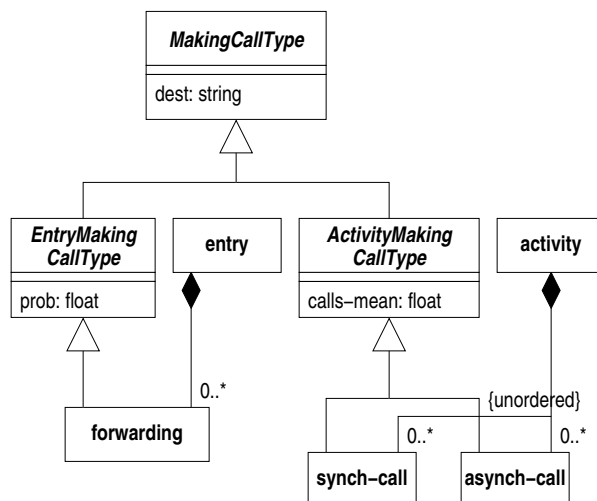 MakingCallType
dest: string
EntryMaking
CallType
prob: float
entry
ActivityMaking
CallType
calls−mean: float
activity
0..*
{unordered}
0..*
0..*
forwarding
synch−call
asynch−call